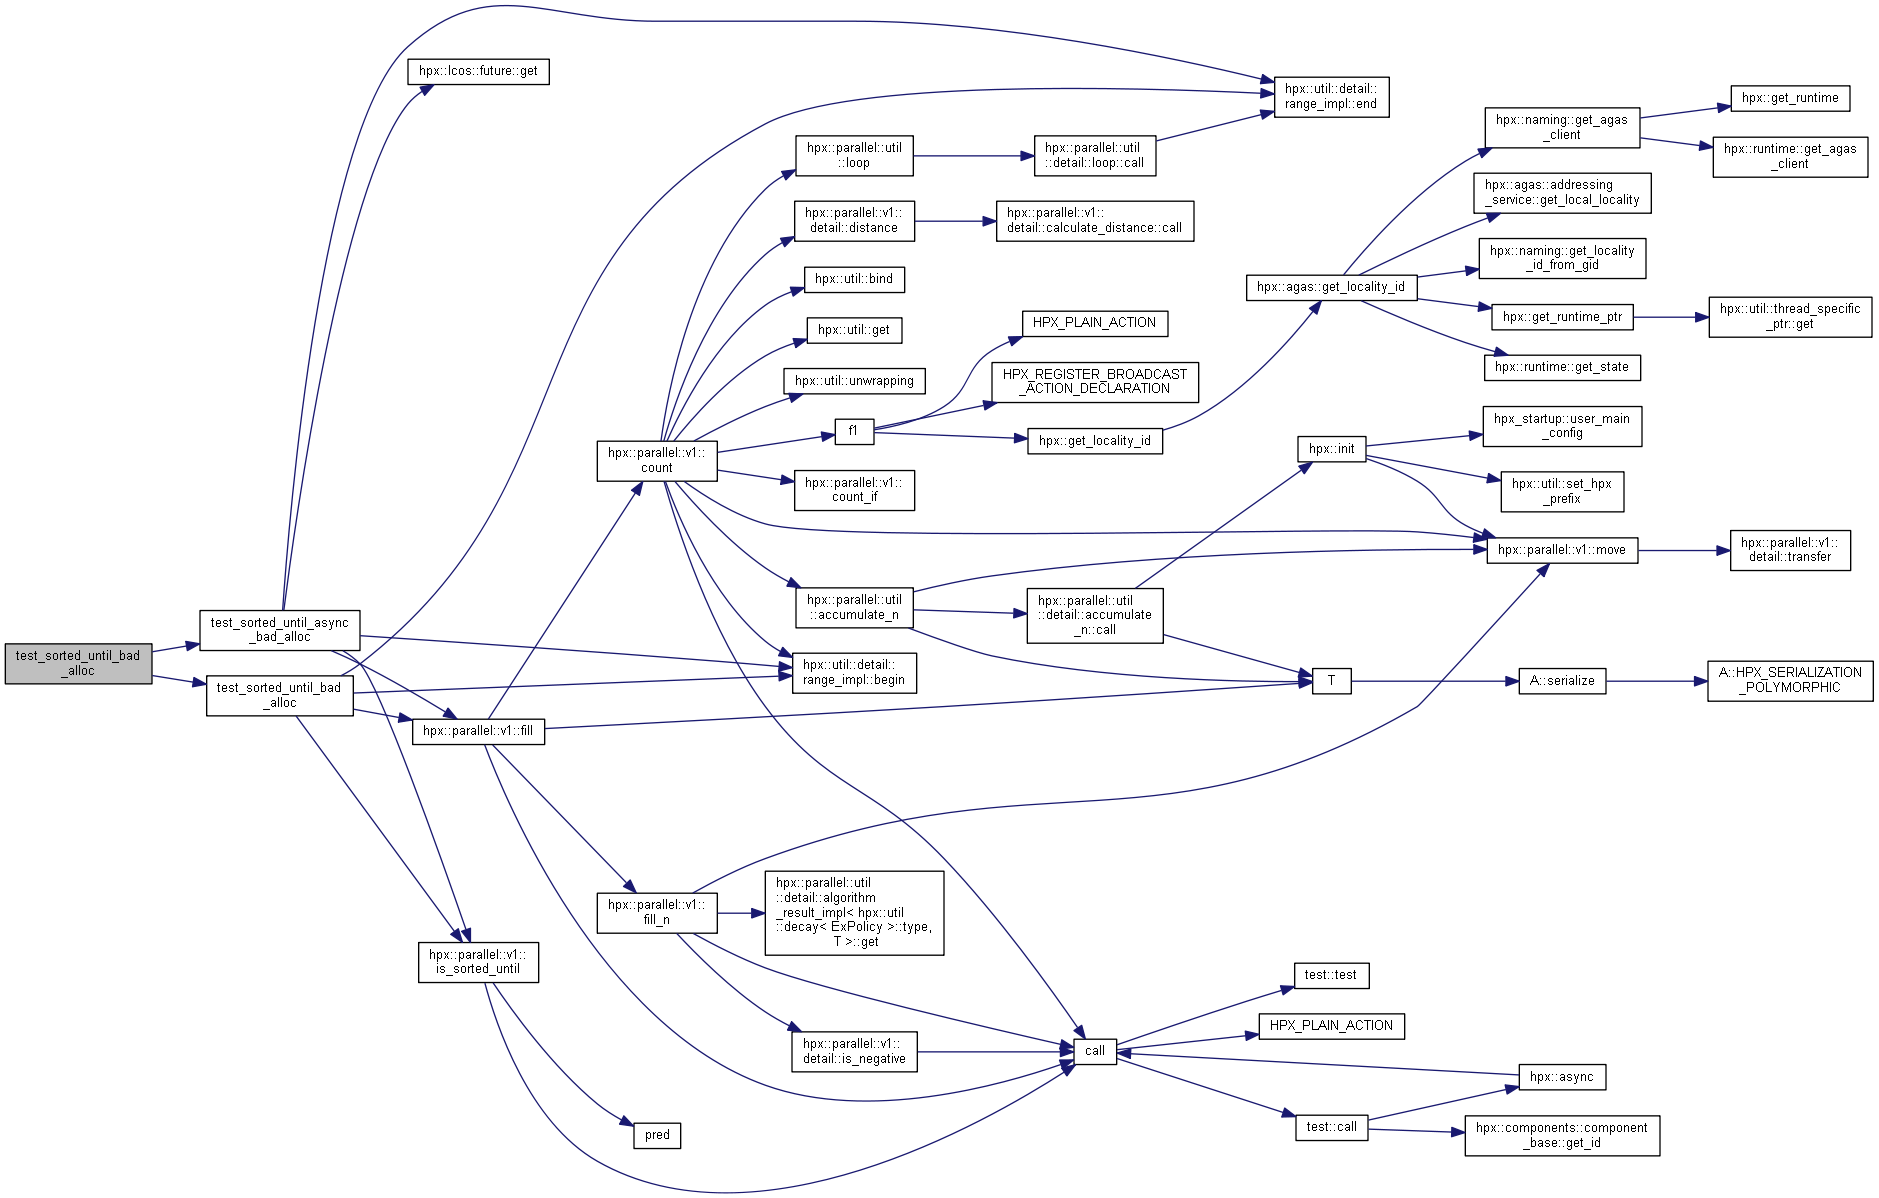 test_sorted_until_bad
_alloc
test_sorted_until_async
_bad_alloc
test_sorted_until_bad
_alloc
hpx::lcos::future::get
hpx::parallel::v1::fill
hpx::parallel::v1::
is_sorted_until
hpx::parallel::v1::
count
hpx::parallel::v1::
fill_n
pred
hpx::parallel::util
::loop
hpx::parallel::v1::
detail::distance
hpx::util::bind
hpx::util::get
hpx::util::unwrapping
f1
hpx::parallel::v1::
count_if
hpx::parallel::util
::accumulate_n
hpx::util::detail::
range_impl::begin
hpx::parallel::util
::detail::algorithm
_result_impl< hpx::util
::decay< ExPolicy >::type,
T >::get
hpx::parallel::v1::
detail::is_negative
hpx::parallel::util
::detail::loop::call
hpx::parallel::v1::
detail::calculate_distance::call
HPX_PLAIN_ACTION
HPX_REGISTER_BROADCAST
_ACTION_DECLARATION
hpx::get_locality_id
hpx::parallel::util
::detail::accumulate
_n::call
call
hpx::util::detail::
range_impl::end
hpx::agas::get_locality_id
hpx::init
T
test::test
HPX_PLAIN_ACTION
test::call
hpx::naming::get_agas
_client
hpx::agas::addressing
_service::get_local_locality
hpx::naming::get_locality
_id_from_gid
hpx::get_runtime_ptr
hpx::runtime::get_state
hpx_startup::user_main
_config
hpx::util::set_hpx
_prefix
hpx::parallel::v1::move
A::serialize
hpx::async
hpx::components::component
_base::get_id
hpx::get_runtime
hpx::runtime::get_agas
_client
hpx::util::thread_specific
_ptr::get
hpx::parallel::v1::
detail::transfer
A::HPX_SERIALIZATION
_POLYMORPHIC